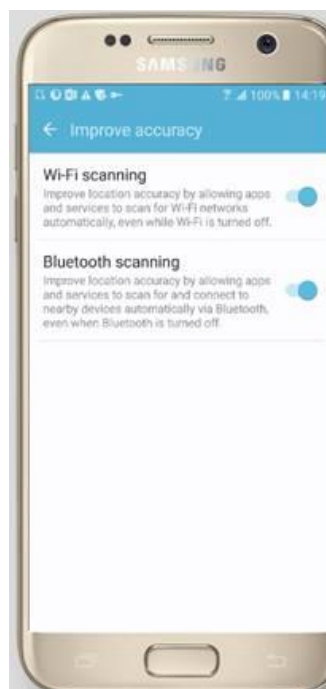 SAMSUNG
100% 14:19
Improve accuracy
Wi-Fi scanning
Improve location accuracy by allowing apps
and services to scan for Wi-Fi networks
automatically, even while Wi-Fi is turned off.
Bluetooth scanning
Improve location accuracy by allowing apps
and services to scan for and connect to
nearby devices automatically via Bluetooth,
even when Bluetooth is turned off.